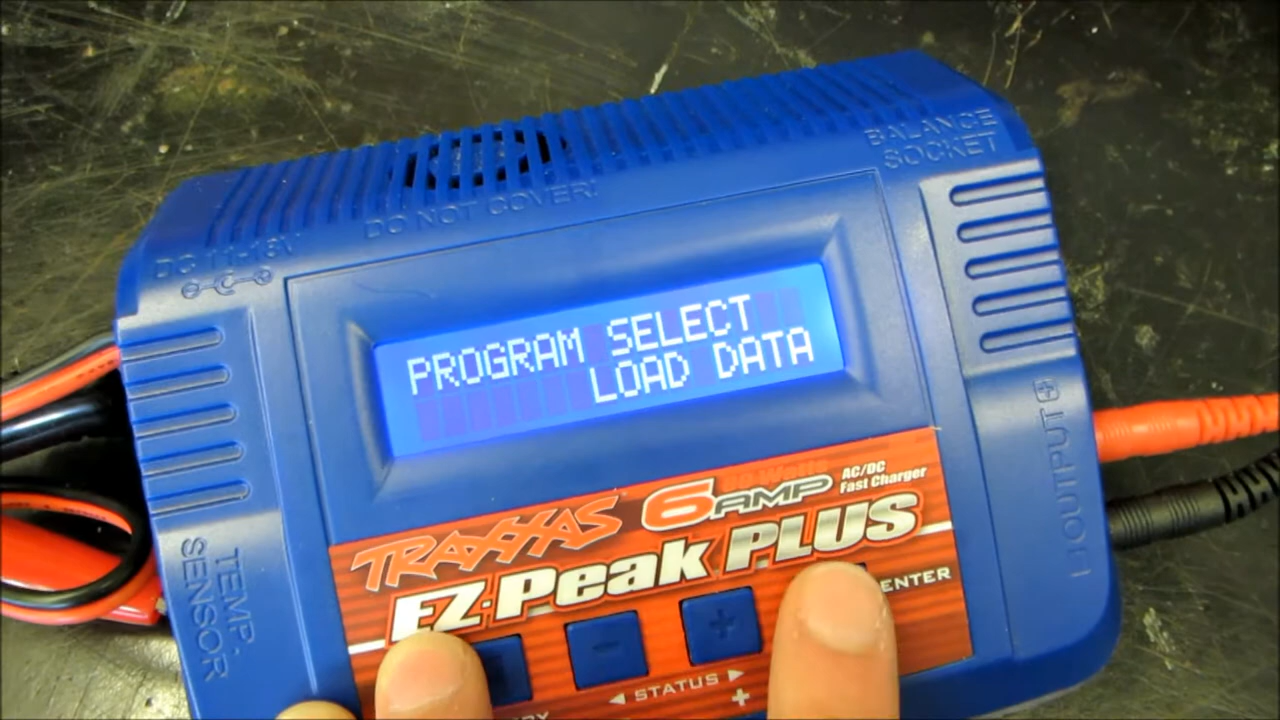 BALANCE
SOCKET
DO NOT COVER!
DC 11-18V
PROGRAM SELECT
LOAD DATA
OUTPUT
TRAXXAS
6AMP
AC/DC
Fast Charger
EZ-Peak PLUS
TEMP.
SENSOR
ENTER
-
+
◄ STATUS ►
+